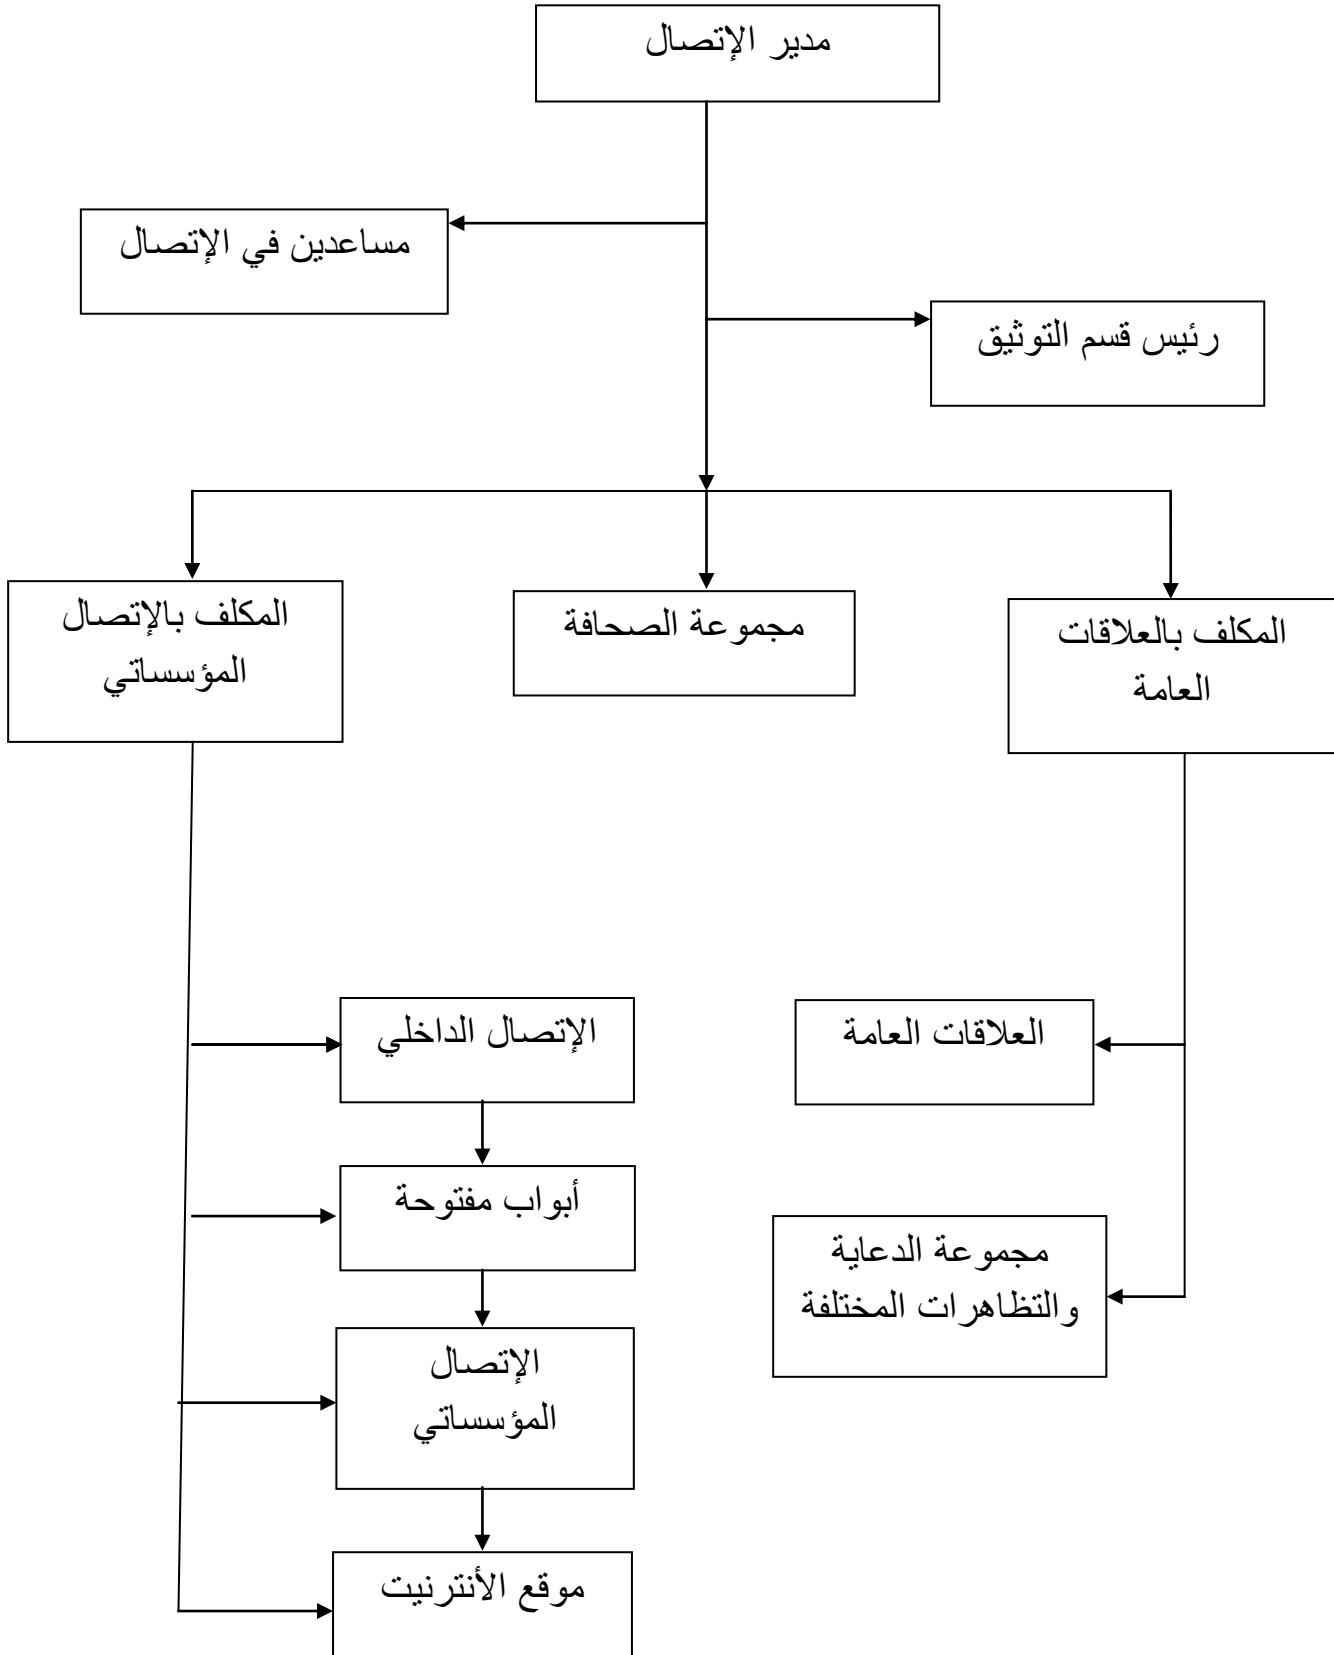 مدير الإتصال
مساعدين في الإتصال
رئيس قسم التوثيق
المكلف بالعلاقات
العامة
مجموعة الصحافة
المكلف بالإتصال
المؤسساتي
العلاقات العامة
مجموعة الدعاية
والتظاهرات المختلفة
الإتصال الداخلي
أبواب مفتوحة
الإتصال
المؤسساتي
موقع الأنترنيت